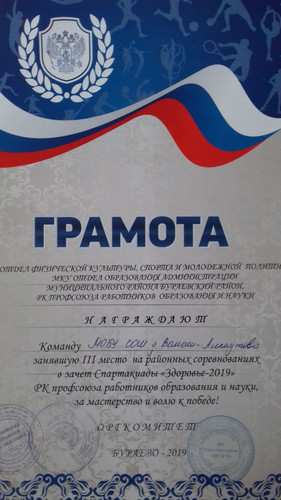 ГРАМОТА
ОТДЕЛ ФИЗИЧЕСКОЙ КУЛЬТУРЫ, СПОРТА И МОЛОДЕЖНОЙ ПОЛИТИ
МКУ ОТДЕЛ ОБРАЗОВАНИЯ АДМИНИСТРАЦИИ
МУНИЦИПАЛЬНОГО РАЙОНА БУРАЕВСКИЙ РАЙОН,
РК ПРОФСОЮЗА РАБОТНИКОВ ОБРАЗОВАНИЯ И НАУКИ
НАГРАЖДАЮТ
Команду МОБУ СОШ с
занявшую III место на районных соревнованиях
в зачет Спартакиады «Здоровье-2019»
РК профсоюза работников образования и науки,
за мастерство и волю к победе!
ОРГКОМИТЕТ
БУРАЕВО - 2019